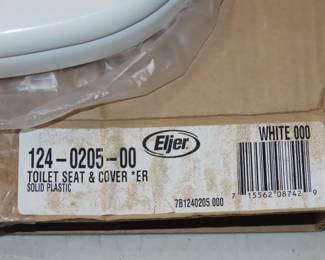 Eljer
WHITE 000
124-0205-00
TOILET SEAT & COVER *ER
SOLID PLASTIC
7B1240205 000
7 15562 08742 9